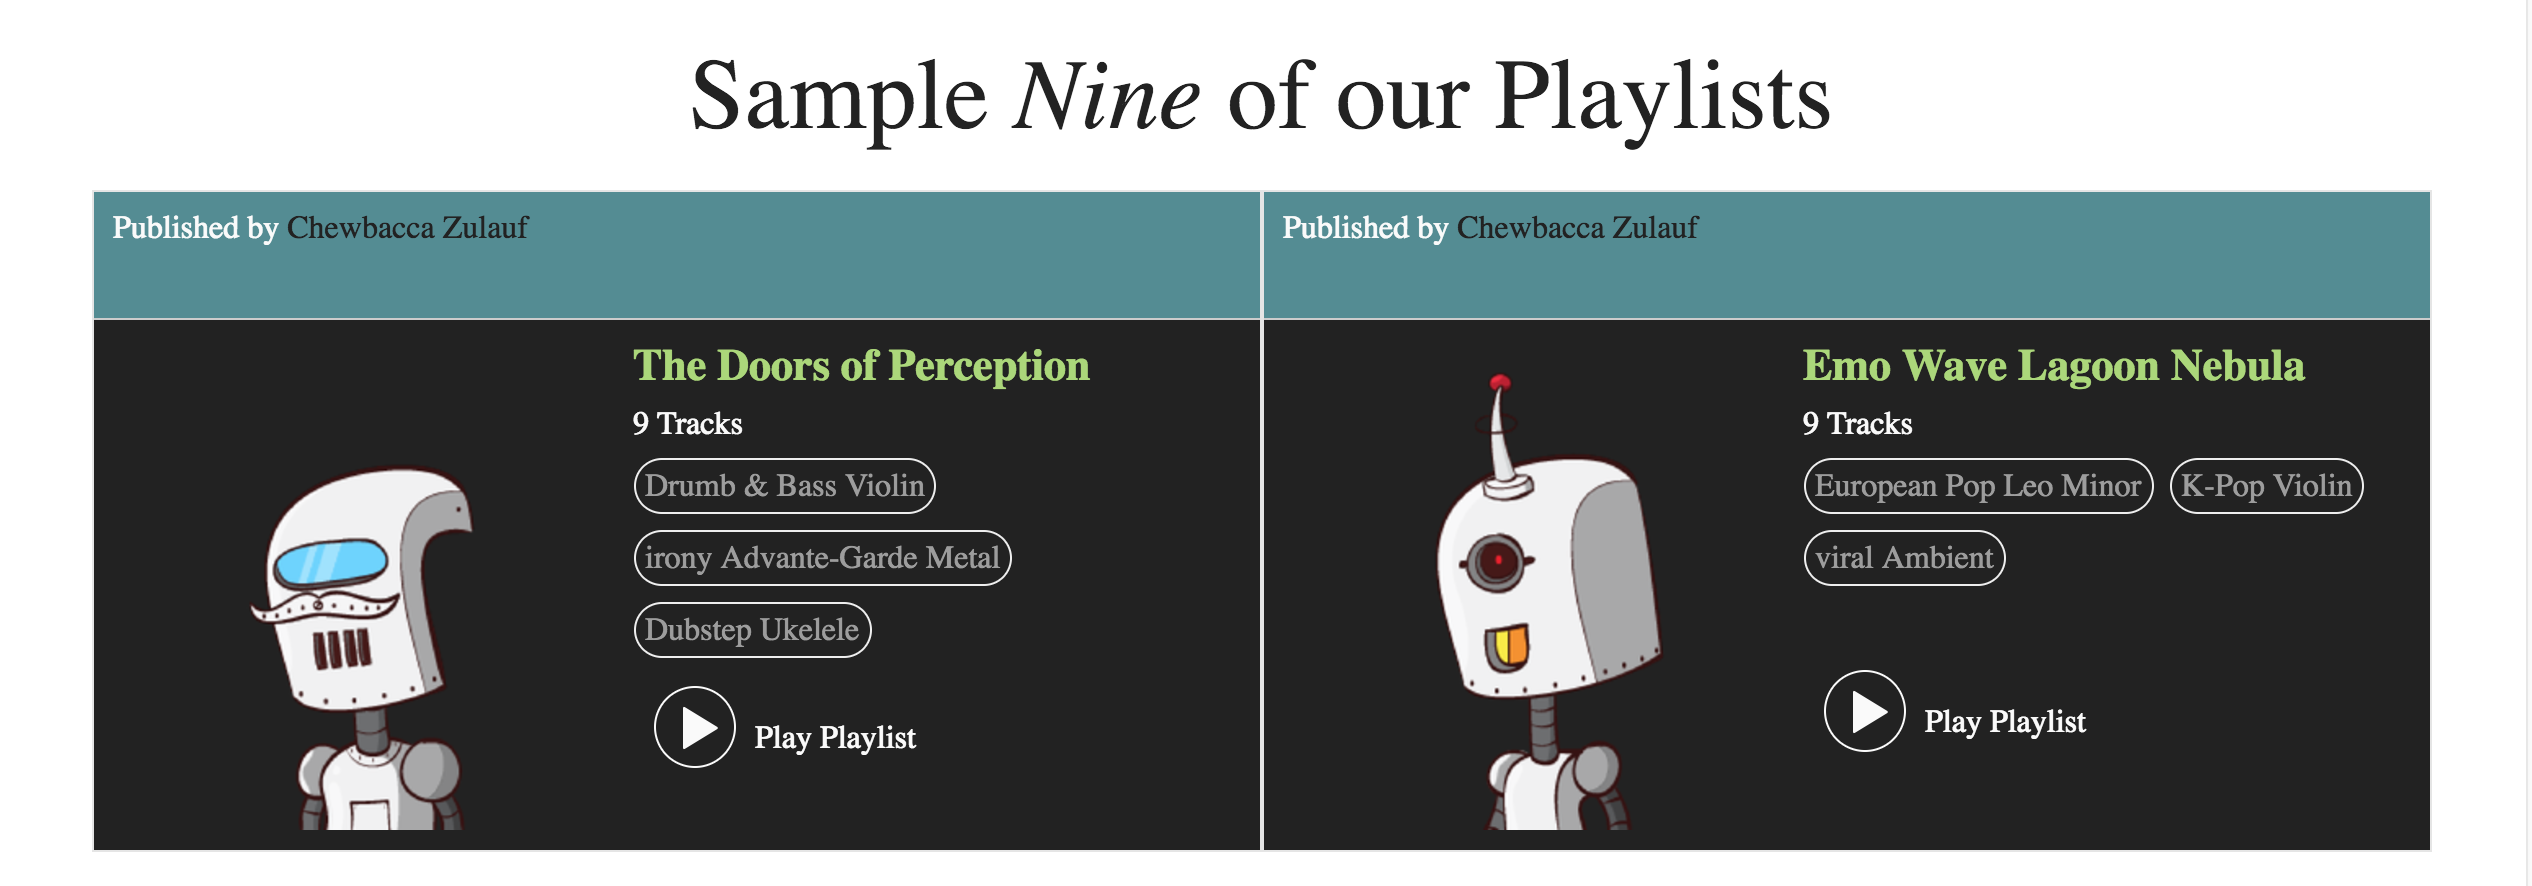 Sample Nine of our Playlists
Published by Chewbacca Zulauf
The Doors of Perception
9 Tracks
Drumb & Bass Violin
irony Advante-Garde Metal
Dubstep Ukelele
Play Playlist
Published by Chewbacca Zulauf
Emo Wave Lagoon Nebula
9 Tracks
European Pop Leo Minor K-Pop Violin
viral Ambient
Play Playlist